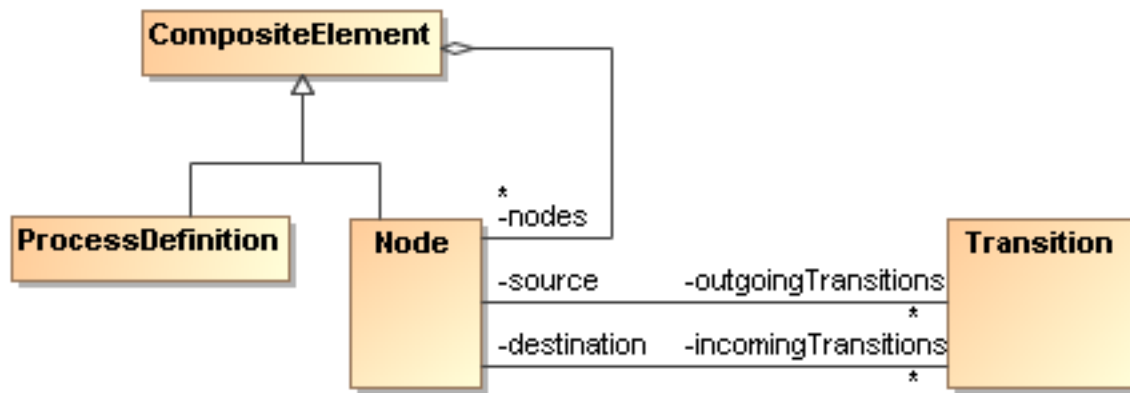 CompositeElement
*
-nodes
ProcessDefinition
Node
Transition
-source
-outgoingTransitions
*
-destination
-incomingTransitions
*